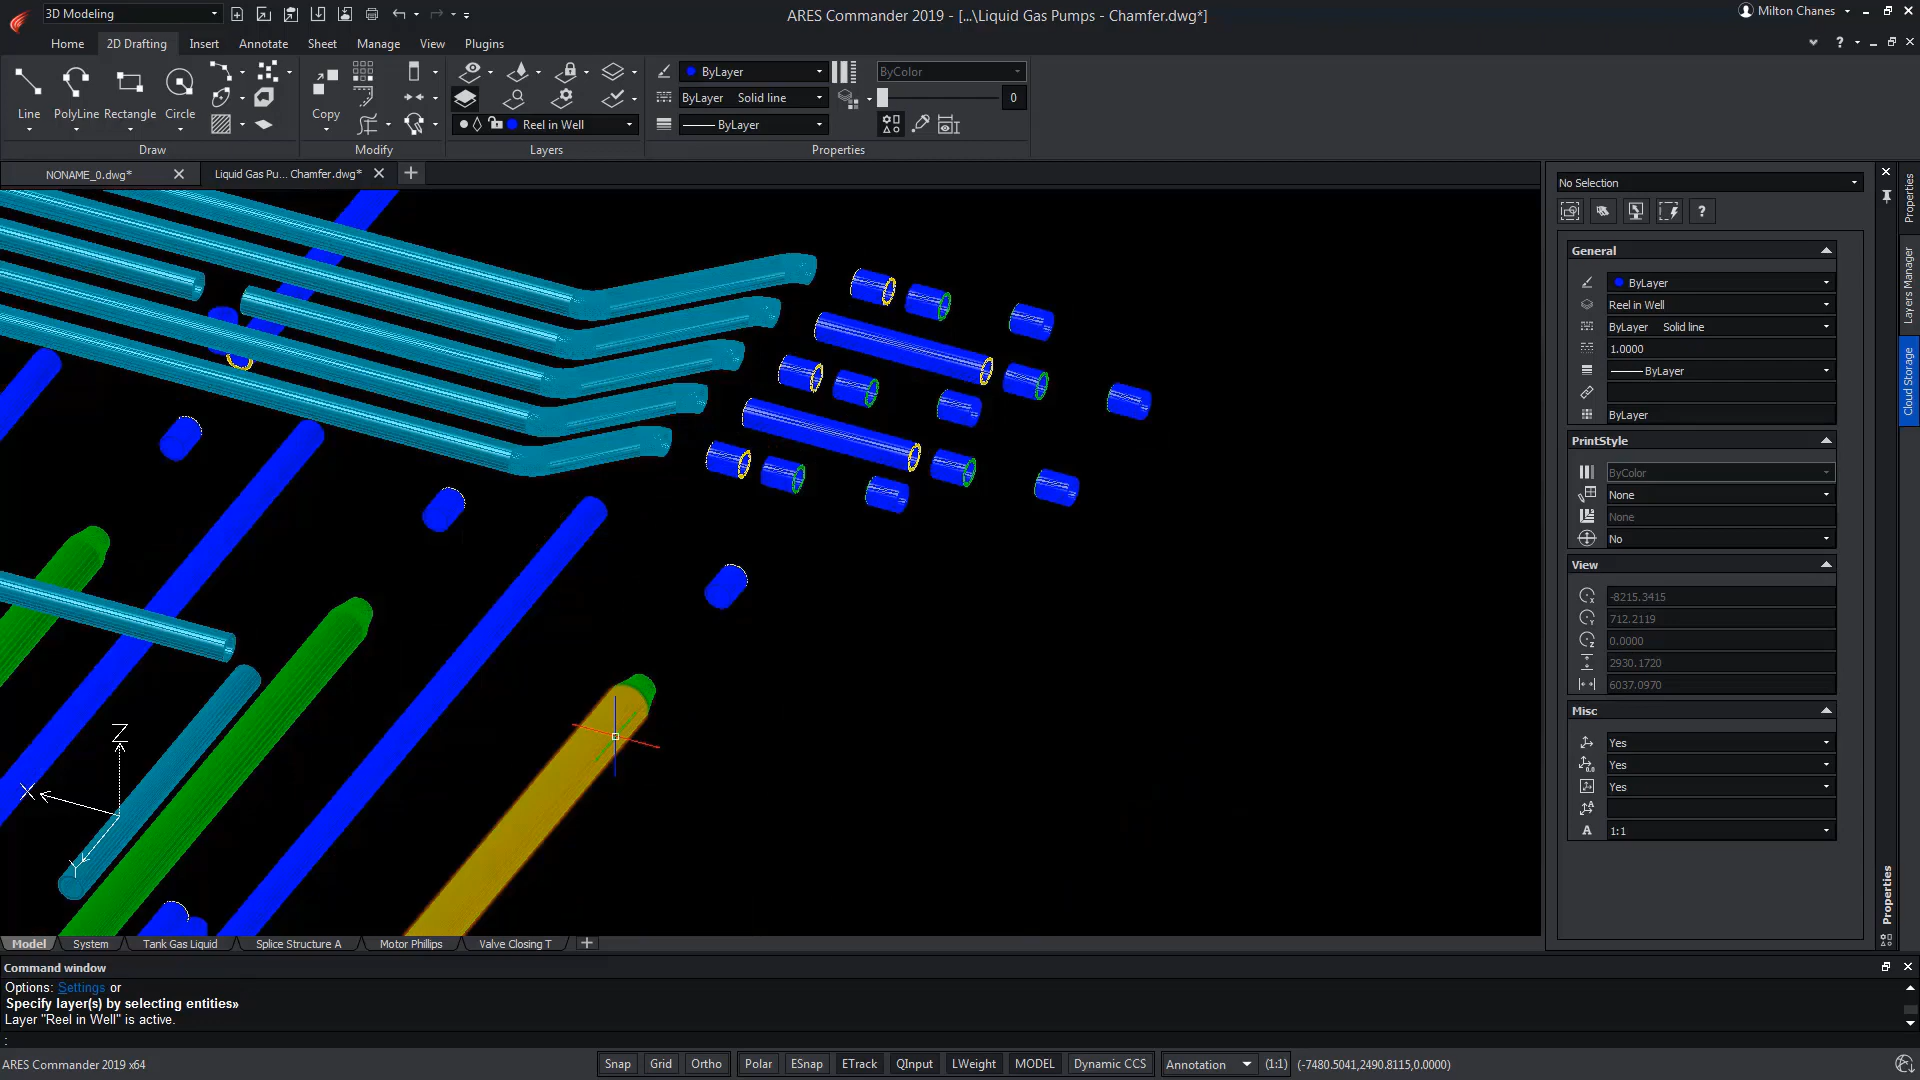 3D Modeling
ARES Commander 2019 - [...\Liquid Gas Pumps - Chamfer.dwg*]
Milton Chanes
Home
2D Drafting
Insert
Annotate
Sheet
Manage
View
Plugins
?
Line
PolyLine
Rectangle
Circle
Copy
Draw
Modify
Reel in Well
Layers
ByLayer
ByLayer Solid line
ByLayer
ByColor
0
Properties
NONAME_0.dwg*
Liquid Gas Pu... Chamfer.dwg*
No Selection
?
General
ByLayer
Reel in Well
ByLayer Solid line
1.0000
ByLayer
ByLayer
PrintStyle
ByColor
None
None
No
View
-8215.3415
712.2119
0.0000
2930.1720
6037.0970
Misc
Yes
Yes
Yes
A 1:1
Properties
Properties
Layers Manager
Cloud Storage
Z
X
Y
Model
System
Tank Gas Liquid
Splice Structure A
Motor Phillips
Valve Closing T
Command window
Options: Settings or
Specify layer(s) by selecting entities»
Layer "Reel in Well" is active.
:
ARES Commander 2019 x64
Snap
Grid
Ortho
Polar
ESnap
ETrack
QInput
LWeight
MODEL
Dynamic CCS
Annotation
(1:1)
(-7480.5041,2490.8115,0.0000)